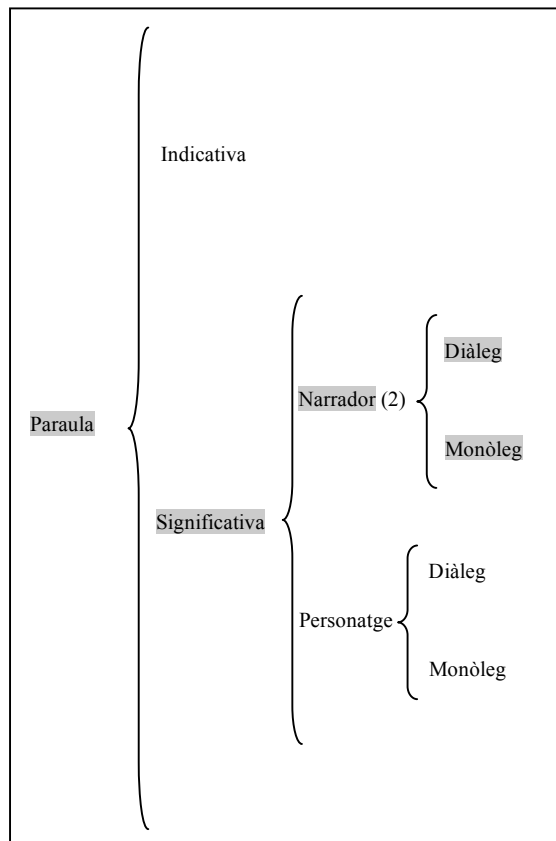 Indicativa
Diàleg
Narrador (2)
Paraula
Monòleg
Significativa
Diàleg
Personatge
Monòleg